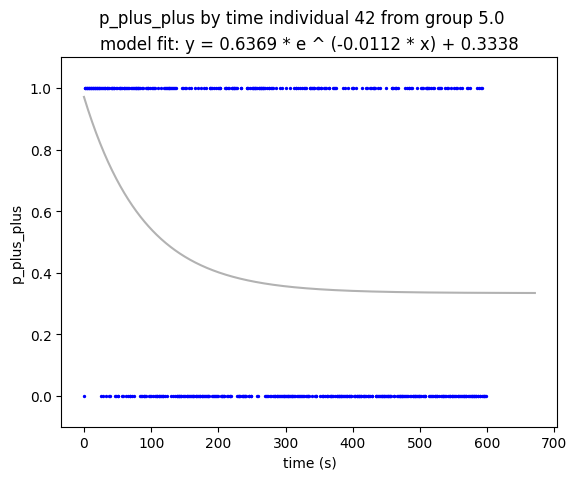 p_plus_plus by time individual 42 from group 5.0
model fit: y = 0.6369 * e ^ (-0.0112 * x) + 0.3338
1.0
0.8
0.6
0.4
0.2
0.0
p_plus_plus
0 100 200 300 400 500 600 700
time (s)